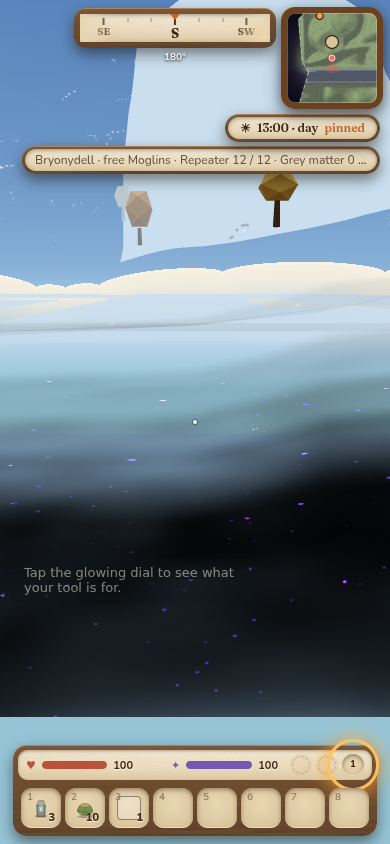 SE S SW
180°
13:00 · day pinned
Bryonydell · free Moglins · Repeater 12 / 12 · Grey matter 0 ...
Tap the glowing dial to see what
your tool is for.
100 100 1
1 2 3 4 5 6 7 8
3 10 1